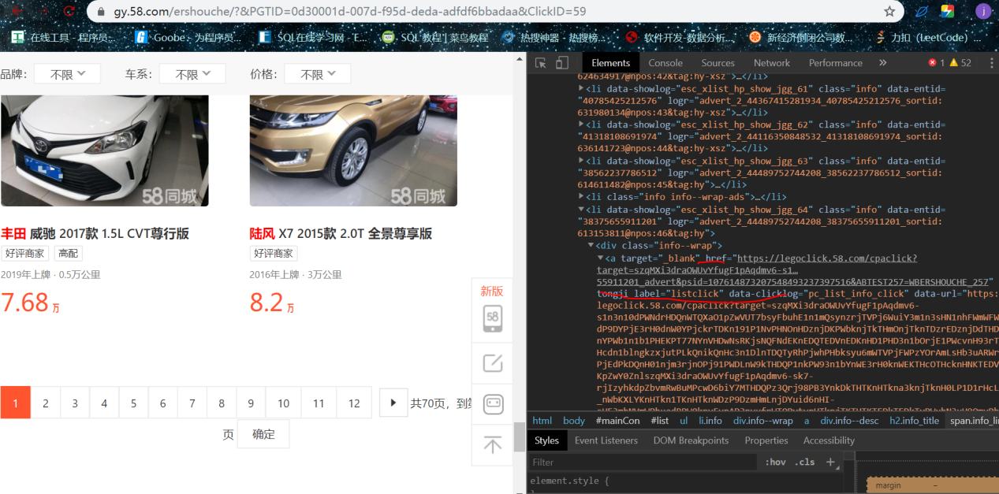 gy.58.com/ershouche/?&PGTID=0d30001d-007d-f95d-deda-adfdf6bbadaa&ClickID=59
j
在线工具 - 程序员...
Goobe - 为程序员...
SQL在线学习网 - E...
SQL 教程 | 菜鸟教程
热搜神器 - 热搜榜...
软件开发-数据分析...
新经济倒闭公司数...
力扣 (LeetCode) ...
品牌: 不限 车系: 不限 价格: 不限
58同城
58同城
丰田 威驰 2017款 1.5L CVT尊行版
好评商家 高配
2019年上牌 · 0.5万公里
7.68 万
陆风 X7 2015款 2.0T 全景尊享版
好评商家
2016年上牌 · 3万公里
8.2 万
新版
58
1 2 3 4 5 6 7 8 9 10 11 12 共70页，到第
页 确定
Elements Console Sources Network Performance » 1 52
624634917@npos:42&tag:hy-xsz">…</li>
<li data-showlog="esc_xlist_hp_show_jgg_61" class="info" data-entid=
"40785425212576" logr="advert_2_44367415281934_40785425212576_sortid:
631980134@npos:43&tag:hy-xsz">…</li>
<li data-showlog="esc_xlist_hp_show_jgg_62" class="info" data-entid=
"41318108691974" logr="advert_2_44116350848532_41318108691974_sortid:
636141723@npos:44&tag:hy-xsz">…</li>
<li data-showlog="esc_xlist_hp_show_jgg_63" class="info" data-entid=
"38562237786512" logr="advert_2_44489752744208_38562237786512_sortid:
614611482@npos:45&tag:hy">…</li>
<li class="info info--wrap-ads">…</li>
<li data-showlog="esc_xlist_hp_show_jgg_64" class="info" data-entid=
"38375655911201" logr="advert_2_44489752744208_38375655911201_sortid:
613153811@npos:46&tag:hy">
<div class="info--wrap">
<a target="_blank" href="https://legoclick.58.com/cpaclick?
target=szqMXi3draOWUvYfugF1pAqdmv6-s1…
55911201_advert&psid=107614873207548493237397516&ABTEST257=WBERSHOUCHE_257"
tongji_label="listclick" data-clicklog="pc_list_info_click" data-url="https:
legoclick.58.com/cpaclick?target=szqMXi3draOWUvYfugF1pAqdmv6-
html body #mainCon #list ul li.info div.info--wrap a div.info--desc h2.info_title span.info_li
Styles Event Listeners DOM Breakpoints Properties Accessibility
Filter :hov .cls +
element.style {
margin –